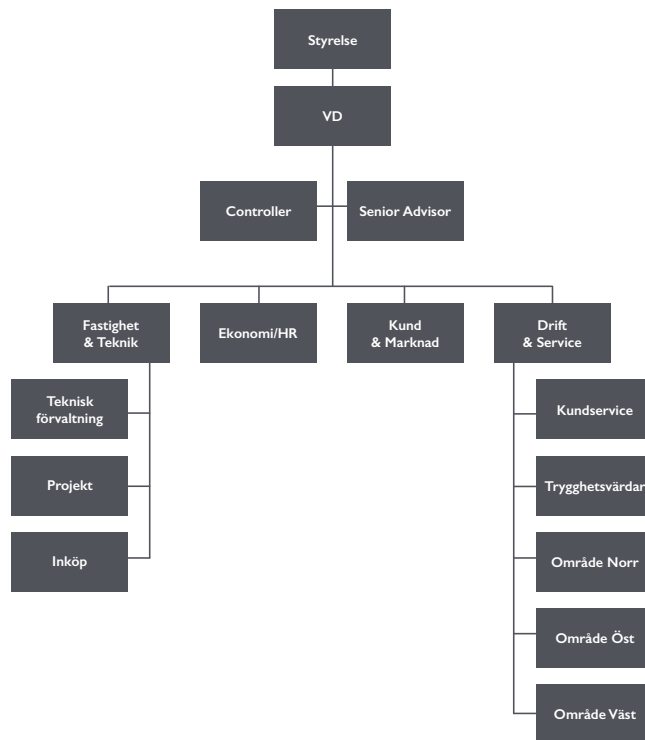 Styrelse
VD
Controller
Senior Advisor
Fastighet
& Teknik
Ekonomi/HR
Kund
& Marknad
Drift
& Service
Teknisk
förvaltning
Projekt
Inköp
Kundservice
Trygghetsvärdar
Område Norr
Område Öst
Område Väst